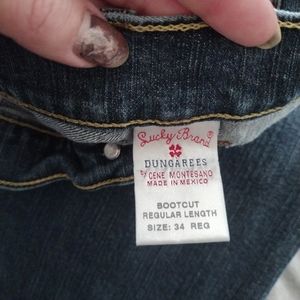 Lucky Brand®
DUNGAREES
by GENE MONTESANO
MADE IN MEXICO
BOOTCUT
REGULAR LENGTH
SIZE: 34 REG